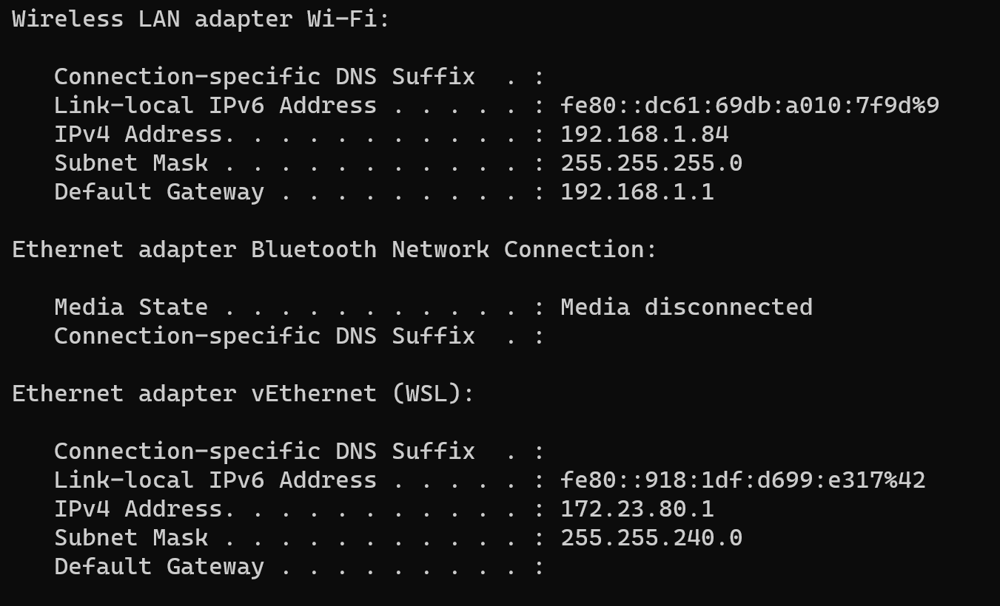 Wireless LAN adapter Wi-Fi:
Connection-specific DNS Suffix  . :
Link-local IPv6 Address . . . . . : fe80::dc61:69db:a010:7f9d%9
IPv4 Address. . . . . . . . . . . : 192.168.1.84
Subnet Mask . . . . . . . . . . . : 255.255.255.0
Default Gateway . . . . . . . . . : 192.168.1.1
Ethernet adapter Bluetooth Network Connection:
Media State . . . . . . . . . . . : Media disconnected
Connection-specific DNS Suffix  . :
Ethernet adapter vEthernet (WSL):
Connection-specific DNS Suffix  . :
Link-local IPv6 Address . . . . . : fe80::918:1df:d699:e317%42
IPv4 Address. . . . . . . . . . . : 172.23.80.1
Subnet Mask . . . . . . . . . . . : 255.255.240.0
Default Gateway . . . . . . . . . :